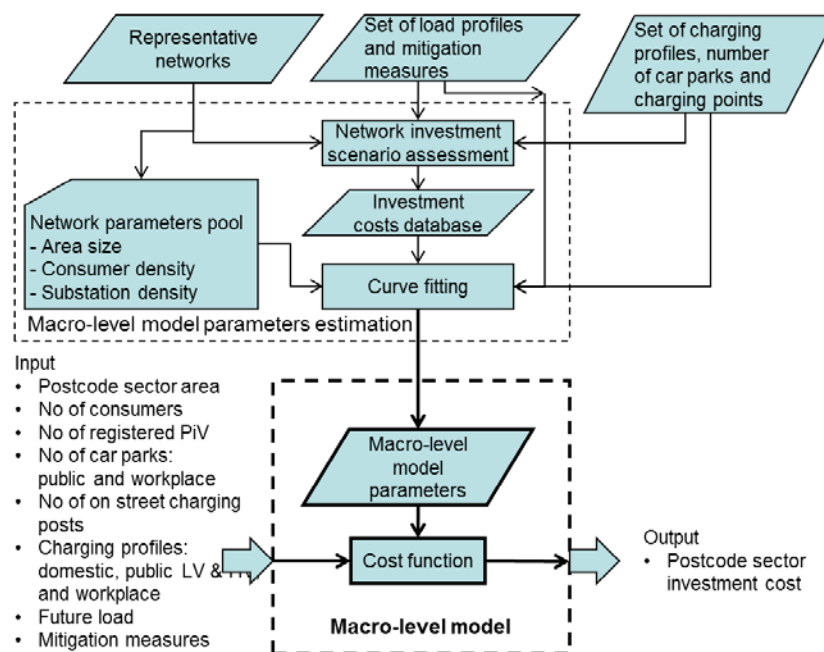 Representative
networks
Set of load profiles
and mitigation
measures
Set of charging
profiles, number
of car parks and
charging points
Network investment
scenario assessment
Network parameters pool
- Area size
- Consumer density
- Substation density
Investment
costs database
Curve fitting
Macro-level model parameters estimation
Input
• Postcode sector area
• No of consumers
• No of registered PiV
• No of car parks:
public and workplace
• No of on street charging
posts
• Charging profiles:
domestic, public LV &
and workplace
• Future load
• Mitigation measures
Macro-level
model
parameters
Cost function
Macro-level model
Output
• Postcode sector
investment cost